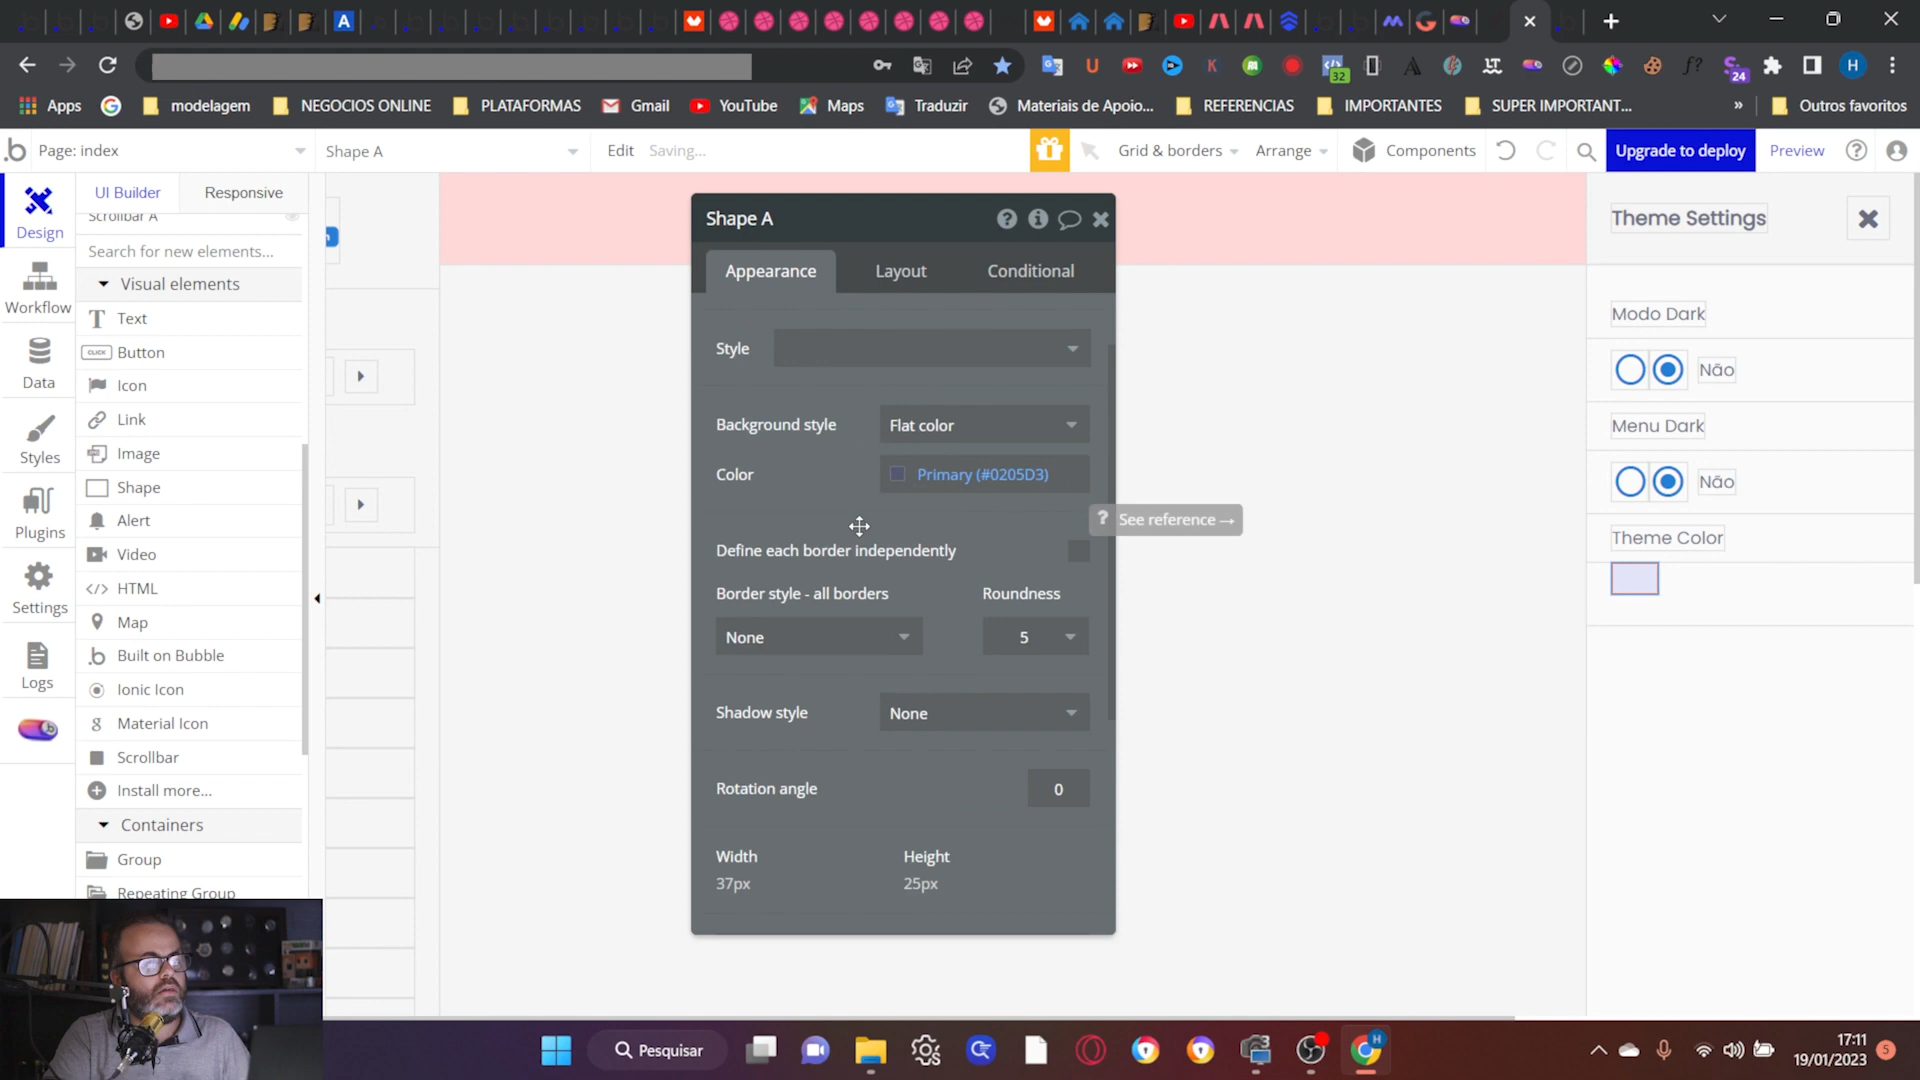 32
24
Apps
modelagem
NEGOCIOS ONLINE
PLATAFORMAS
Gmail
YouTube
Maps
Traduzir
Materiais de Apoio...
REFERENCIAS
IMPORTANTES
SUPER IMPORTANT...
»
Outros favoritos
Page: index
Shape A
Edit
Saving...
Grid & borders
Arrange
Components
Upgrade to deploy
Preview
UI Builder
Responsive
Scrollbar A
Search for new elements...
Visual elements
Text
Button
Icon
Link
Image
Shape
Alert
Video
HTML
Map
Built on Bubble
Ionic Icon
Material Icon
Scrollbar
Install more...
Containers
Group
Repeating Group
Design
Workflow
Data
Styles
Plugins
Settings
Logs
Shape A
Appearance
Layout
Conditional
Style
Background style
Flat color
Color
Primary (#0205D3)
? See reference →
Define each border independently
Border style - all borders
Roundness
None
5
Shadow style
None
Rotation angle
0
Width
Height
37px
25px
Theme Settings
Modo Dark
Não
Menu Dark
Não
Theme Color
Pesquisar
17:11
19/01/2023
5